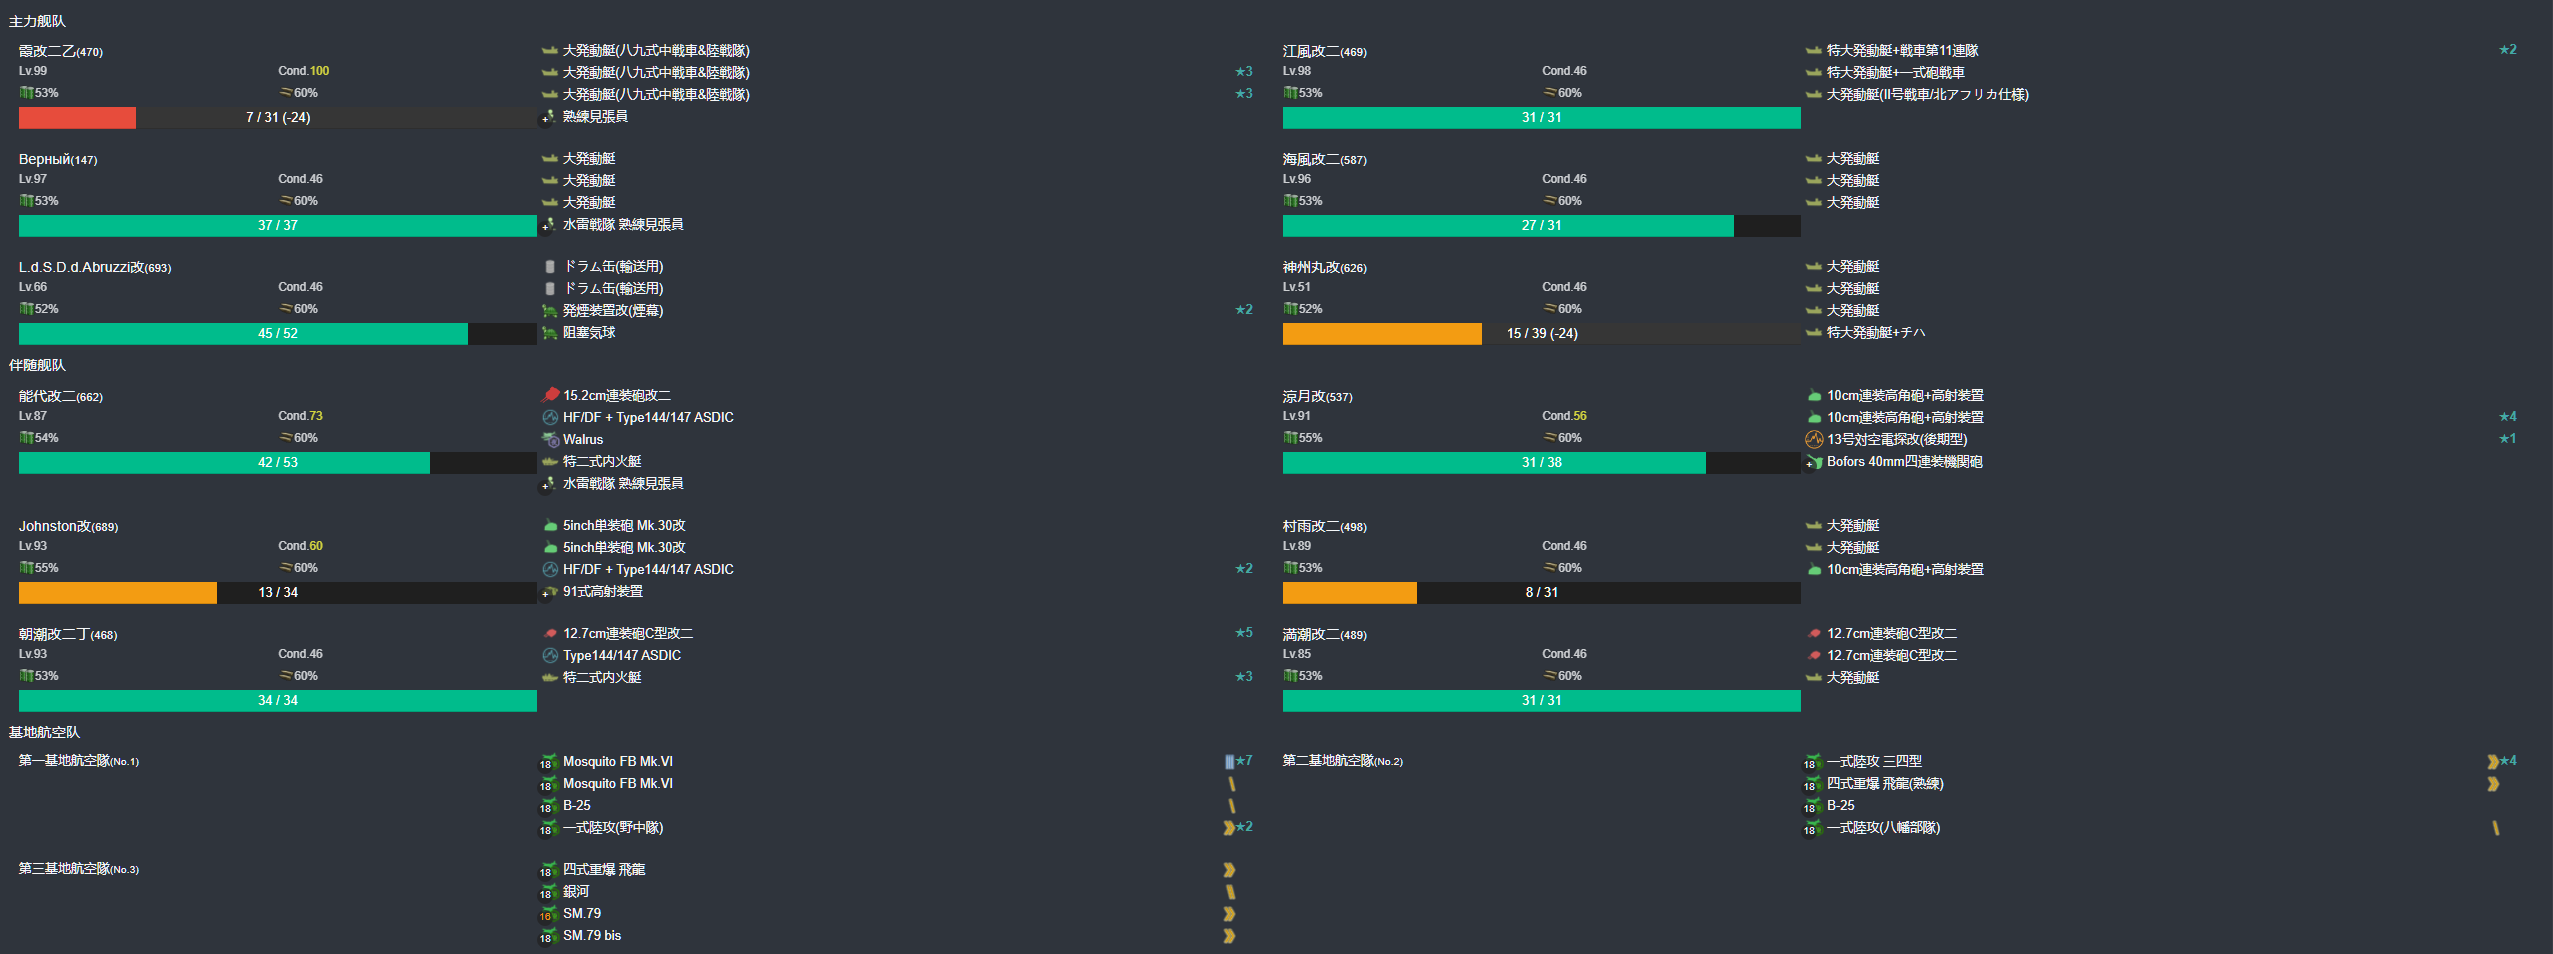 主力舰队
霞改二乙(470)
Lv.99 Cond.100
53% 60%
7 / 31 (-24)
大発動艇(八九式中戦車&陸戦隊)
大発動艇(八九式中戦車&陸戦隊) ★3
大発動艇(八九式中戦車&陸戦隊) ★3
熟練見張員
江風改二(469)
Lv.98 Cond.46
53% 60%
31 / 31
特大発動艇+戦車第11連隊 ★2
特大発動艇+一式砲戦車
大発動艇(II号戦車/北アフリカ仕様)
Верный(147)
Lv.97 Cond.46
53% 60%
37 / 37
大発動艇
大発動艇
大発動艇
水雷戦隊 熟練見張員
海風改二(587)
Lv.96 Cond.46
53% 60%
27 / 31
大発動艇
大発動艇
大発動艇
L.d.S.D.d.Abruzzi改(693)
Lv.66 Cond.46
52% 60%
45 / 52
ドラム缶(輸送用)
ドラム缶(輸送用)
発煙装置改(煙幕) ★2
阻塞気球
神州丸改(626)
Lv.51 Cond.46
52% 60%
15 / 39 (-24)
大発動艇
大発動艇
大発動艇
特大発動艇+チハ
伴随舰队
能代改二(662)
Lv.87 Cond.73
54% 60%
42 / 53
15.2cm連装砲改二
HF/DF + Type144/147 ASDIC
Walrus
特二式内火艇
水雷戦隊 熟練見張員
涼月改(537)
Lv.91 Cond.56
55% 60%
31 / 38
10cm連装高角砲+高射装置
10cm連装高角砲+高射装置 ★4
13号対空電探改(後期型) ★1
Bofors 40mm四連装機関砲
Johnston改(689)
Lv.93 Cond.60
55% 60%
13 / 34
5inch単装砲 Mk.30改
5inch単装砲 Mk.30改
HF/DF + Type144/147 ASDIC ★2
91式高射装置
村雨改二(498)
Lv.89 Cond.46
53% 60%
8 / 31
大発動艇
大発動艇
10cm連装高角砲+高射装置
朝潮改二丁(468)
Lv.93 Cond.46
53% 60%
34 / 34
12.7cm連装砲C型改二 ★5
Type144/147 ASDIC
特二式内火艇 ★3
満潮改二(489)
Lv.85 Cond.46
53% 60%
31 / 31
12.7cm連装砲C型改二
12.7cm連装砲C型改二
大発動艇
基地航空队
第一基地航空隊(No.1)
18 Mosquito FB Mk.VI ★7
18 Mosquito FB Mk.VI
18 B-25
18 一式陸攻(野中隊) ★2
第二基地航空隊(No.2)
18 一式陸攻 三四型 ★4
18 四式重爆 飛龍(熟練)
18 B-25
18 一式陸攻(八幡部隊)
第三基地航空隊(No.3)
18 四式重爆 飛龍
18 銀河
16 SM.79
18 SM.79 bis